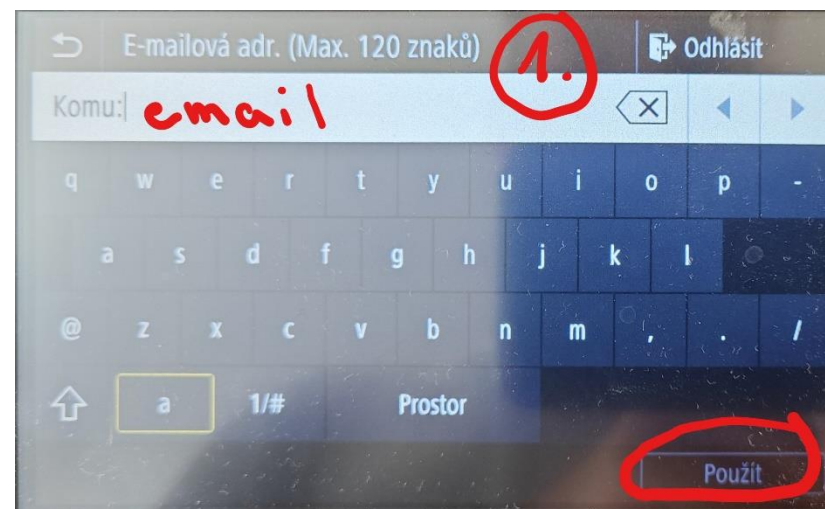 E-mailová adr. (Max. 120 znaků) 1. Odhlásit
Komu: email
q w e r t y u i o p -
a s d f g h j k l
@ z x c v b n m , . /
a 1/# Prostor
Použít